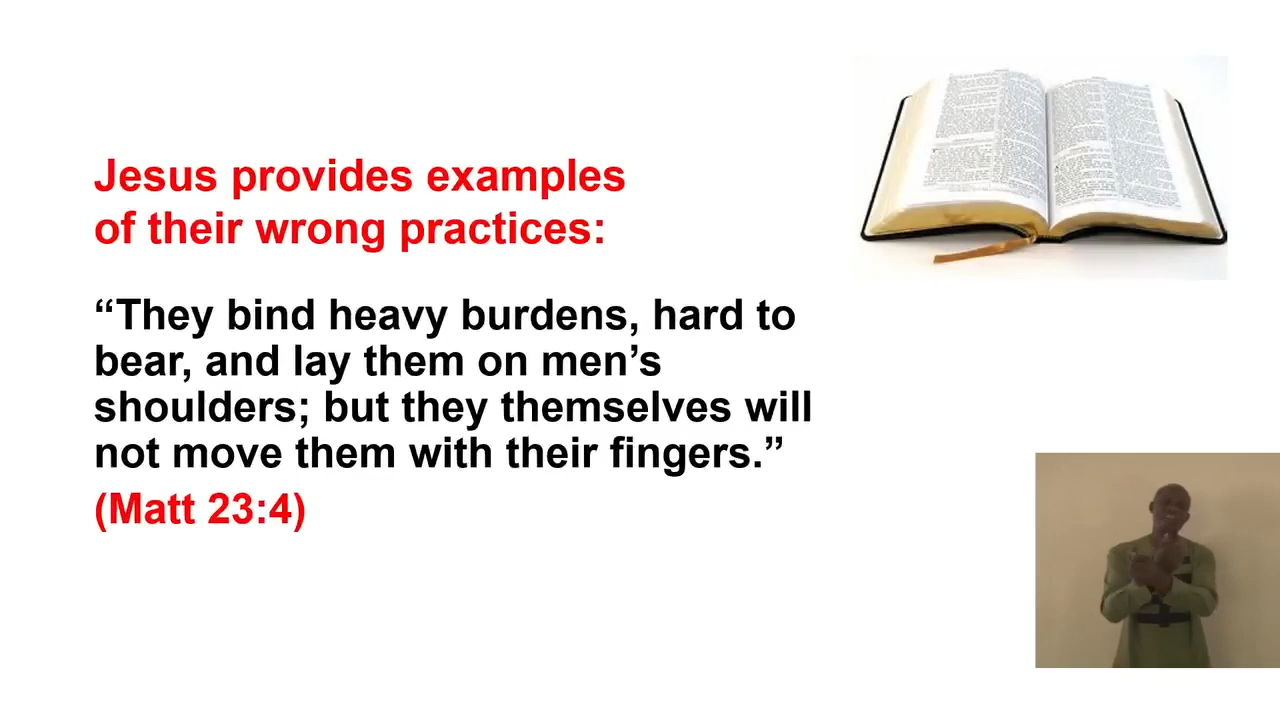 Jesus provides examples
of their wrong practices:
“They bind heavy burdens, hard to
bear, and lay them on men’s
shoulders; but they themselves will
not move them with their fingers.”
(Matt 23:4)